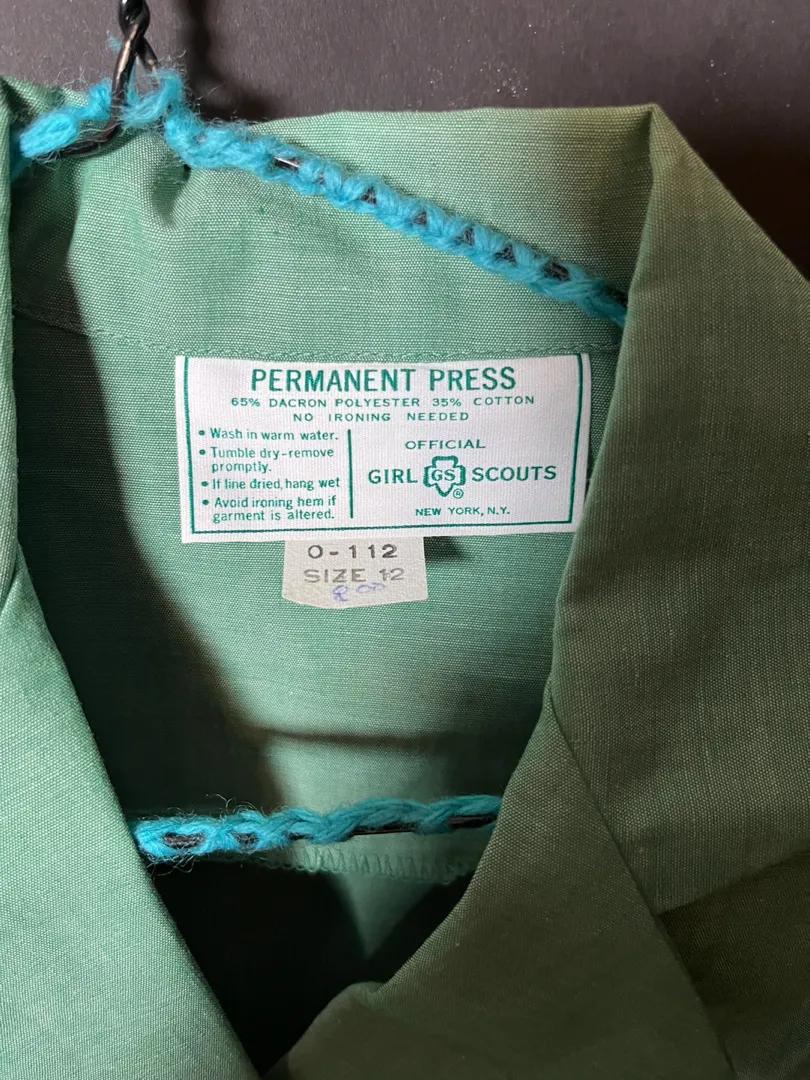 PERMANENT PRESS
65% DACRON POLYESTER 35% COTTON
NO IRONING NEEDED
• Wash in warm water.
• Tumble dry-remove
promptly.
• If line dried, hang wet
• Avoid ironing hem if
garment is altered.
OFFICIAL
GIRL GS SCOUTS
®
NEW YORK, N.Y.
0-112
SIZE 12